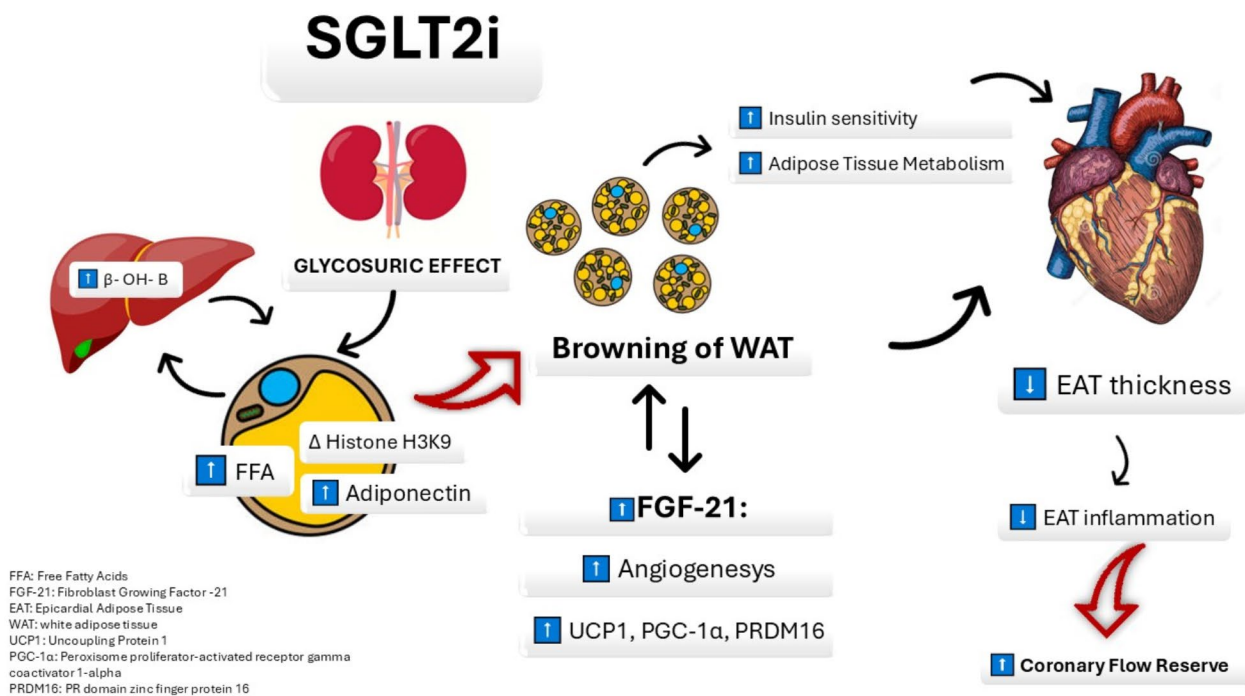 SGLT2i
↑ Insulin sensitivity
↑ Adipose Tissue Metabolism
↑ β- OH- B
GLYCOSURIC EFFECT
Browning of WAT
Δ Histone H3K9
↑ FFA
↑ Adiponectin
↑ FGF-21:
↑ Angiogenesys
↑ UCP1, PGC-1α, PRDM16
↓ EAT thickness
↓ EAT inflammation
↑ Coronary Flow Reserve
FFA: Free Fatty Acids
FGF-21: Fibroblast Growing Factor -21
EAT: Epicardial Adipose Tissue
WAT: white adipose tissue
UCP1: Uncoupling Protein 1
PGC-1α: Peroxisome proliferator-activated receptor gamma
coactivator 1-alpha
PRDM16: PR domain zinc finger protein 16